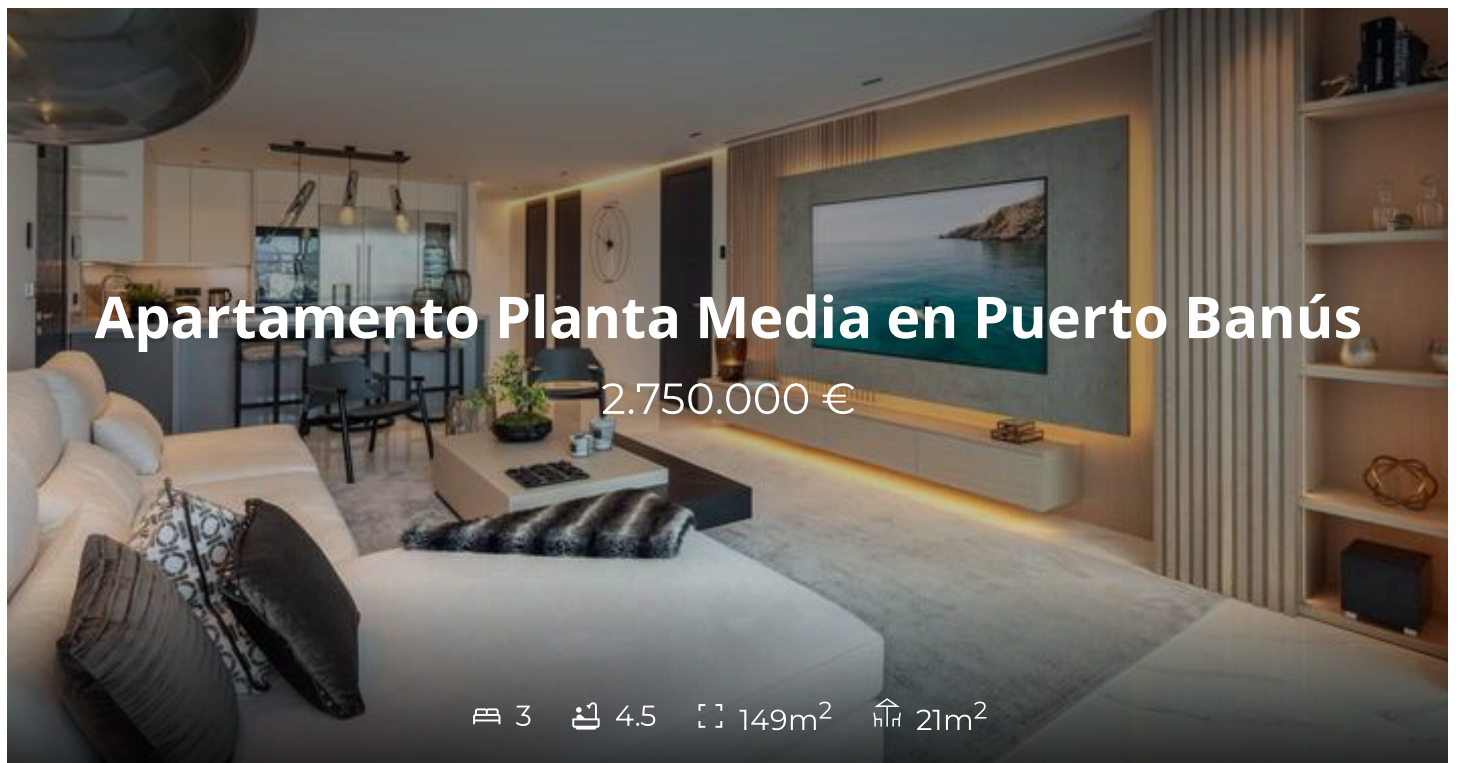 Apartamento Planta Media en Puerto Banús
2.750.000 €
3 4.5 149m² 21m²